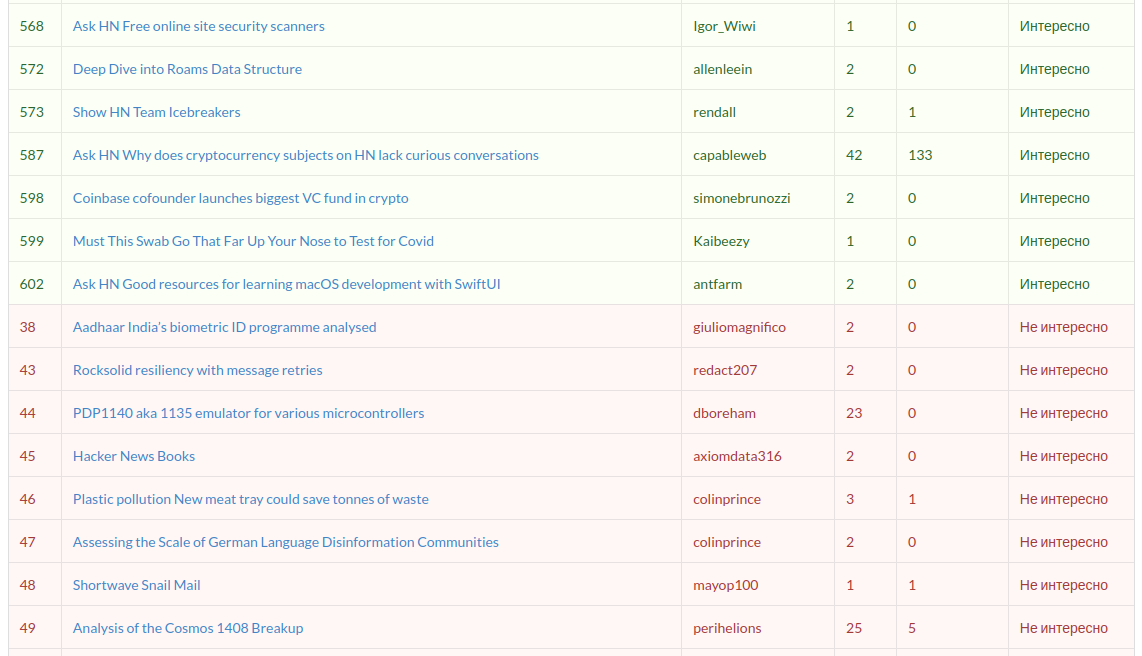 568 Ask HN Free online site security scanners Igor_Wiwi 1 0 Интересно
572 Deep Dive into Roams Data Structure allenleein 2 0 Интересно
573 Show HN Team Icebreakers rendall 2 1 Интересно
587 Ask HN Why does cryptocurrency subjects on HN lack curious conversations capableweb 42 133 Интересно
598 Coinbase cofounder launches biggest VC fund in crypto simonebrunozzi 2 0 Интересно
599 Must This Swab Go That Far Up Your Nose to Test for Covid Kaibeezy 1 0 Интересно
602 Ask HN Good resources for learning macOS development with SwiftUI antfarm 2 0 Интересно
38 Aadhaar India's biometric ID programme analysed giuliomagnifico 2 0 Не интересно
43 Rocksolid resiliency with message retries redact207 2 0 Не интересно
44 PDP1140 aka 1135 emulator for various microcontrollers dboreham 23 0 Не интересно
45 Hacker News Books axiomdata316 2 0 Не интересно
46 Plastic pollution New meat tray could save tonnes of waste colinprince 3 1 Не интересно
47 Assessing the Scale of German Language Disinformation Communities colinprince 2 0 Не интересно
48 Shortwave Snail Mail mayop100 1 1 Не интересно
49 Analysis of the Cosmos 1408 Breakup perihelions 25 5 Не интересно